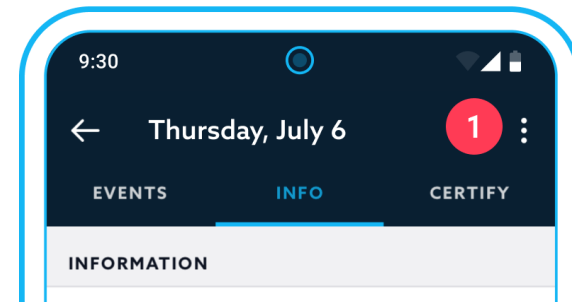 9:30
Thursday, July 6 1
EVENTS INFO CERTIFY
INFORMATION